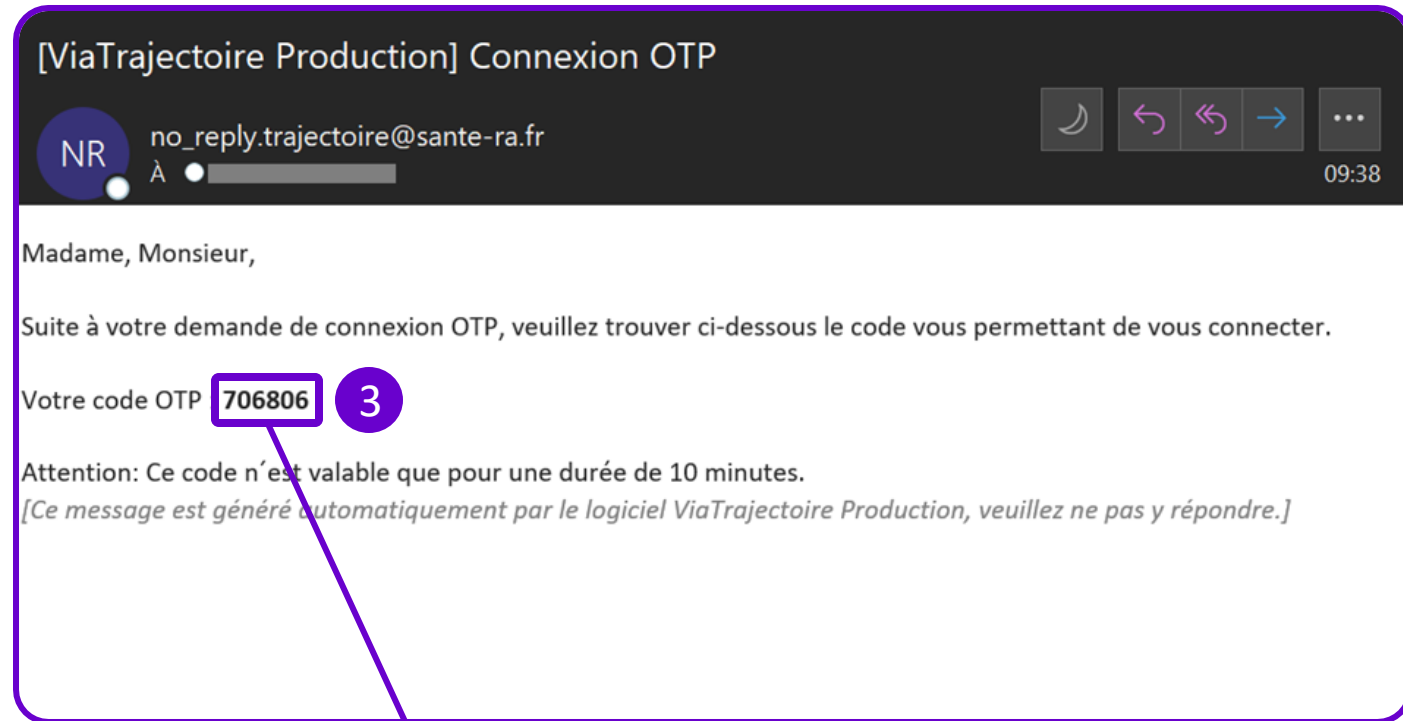 [ViaTrajectoire Production] Connexion OTP
NR
no_reply.trajectoire@sante-ra.fr
À
09:38
Madame, Monsieur,
Suite à votre demande de connexion OTP, veuillez trouver ci-dessous le code vous permettant de vous connecter.
Votre code OTP : 706806 3
Attention: Ce code n´est valable que pour une durée de 10 minutes.
[Ce message est généré automatiquement par le logiciel ViaTrajectoire Production, veuillez ne pas y répondre.]